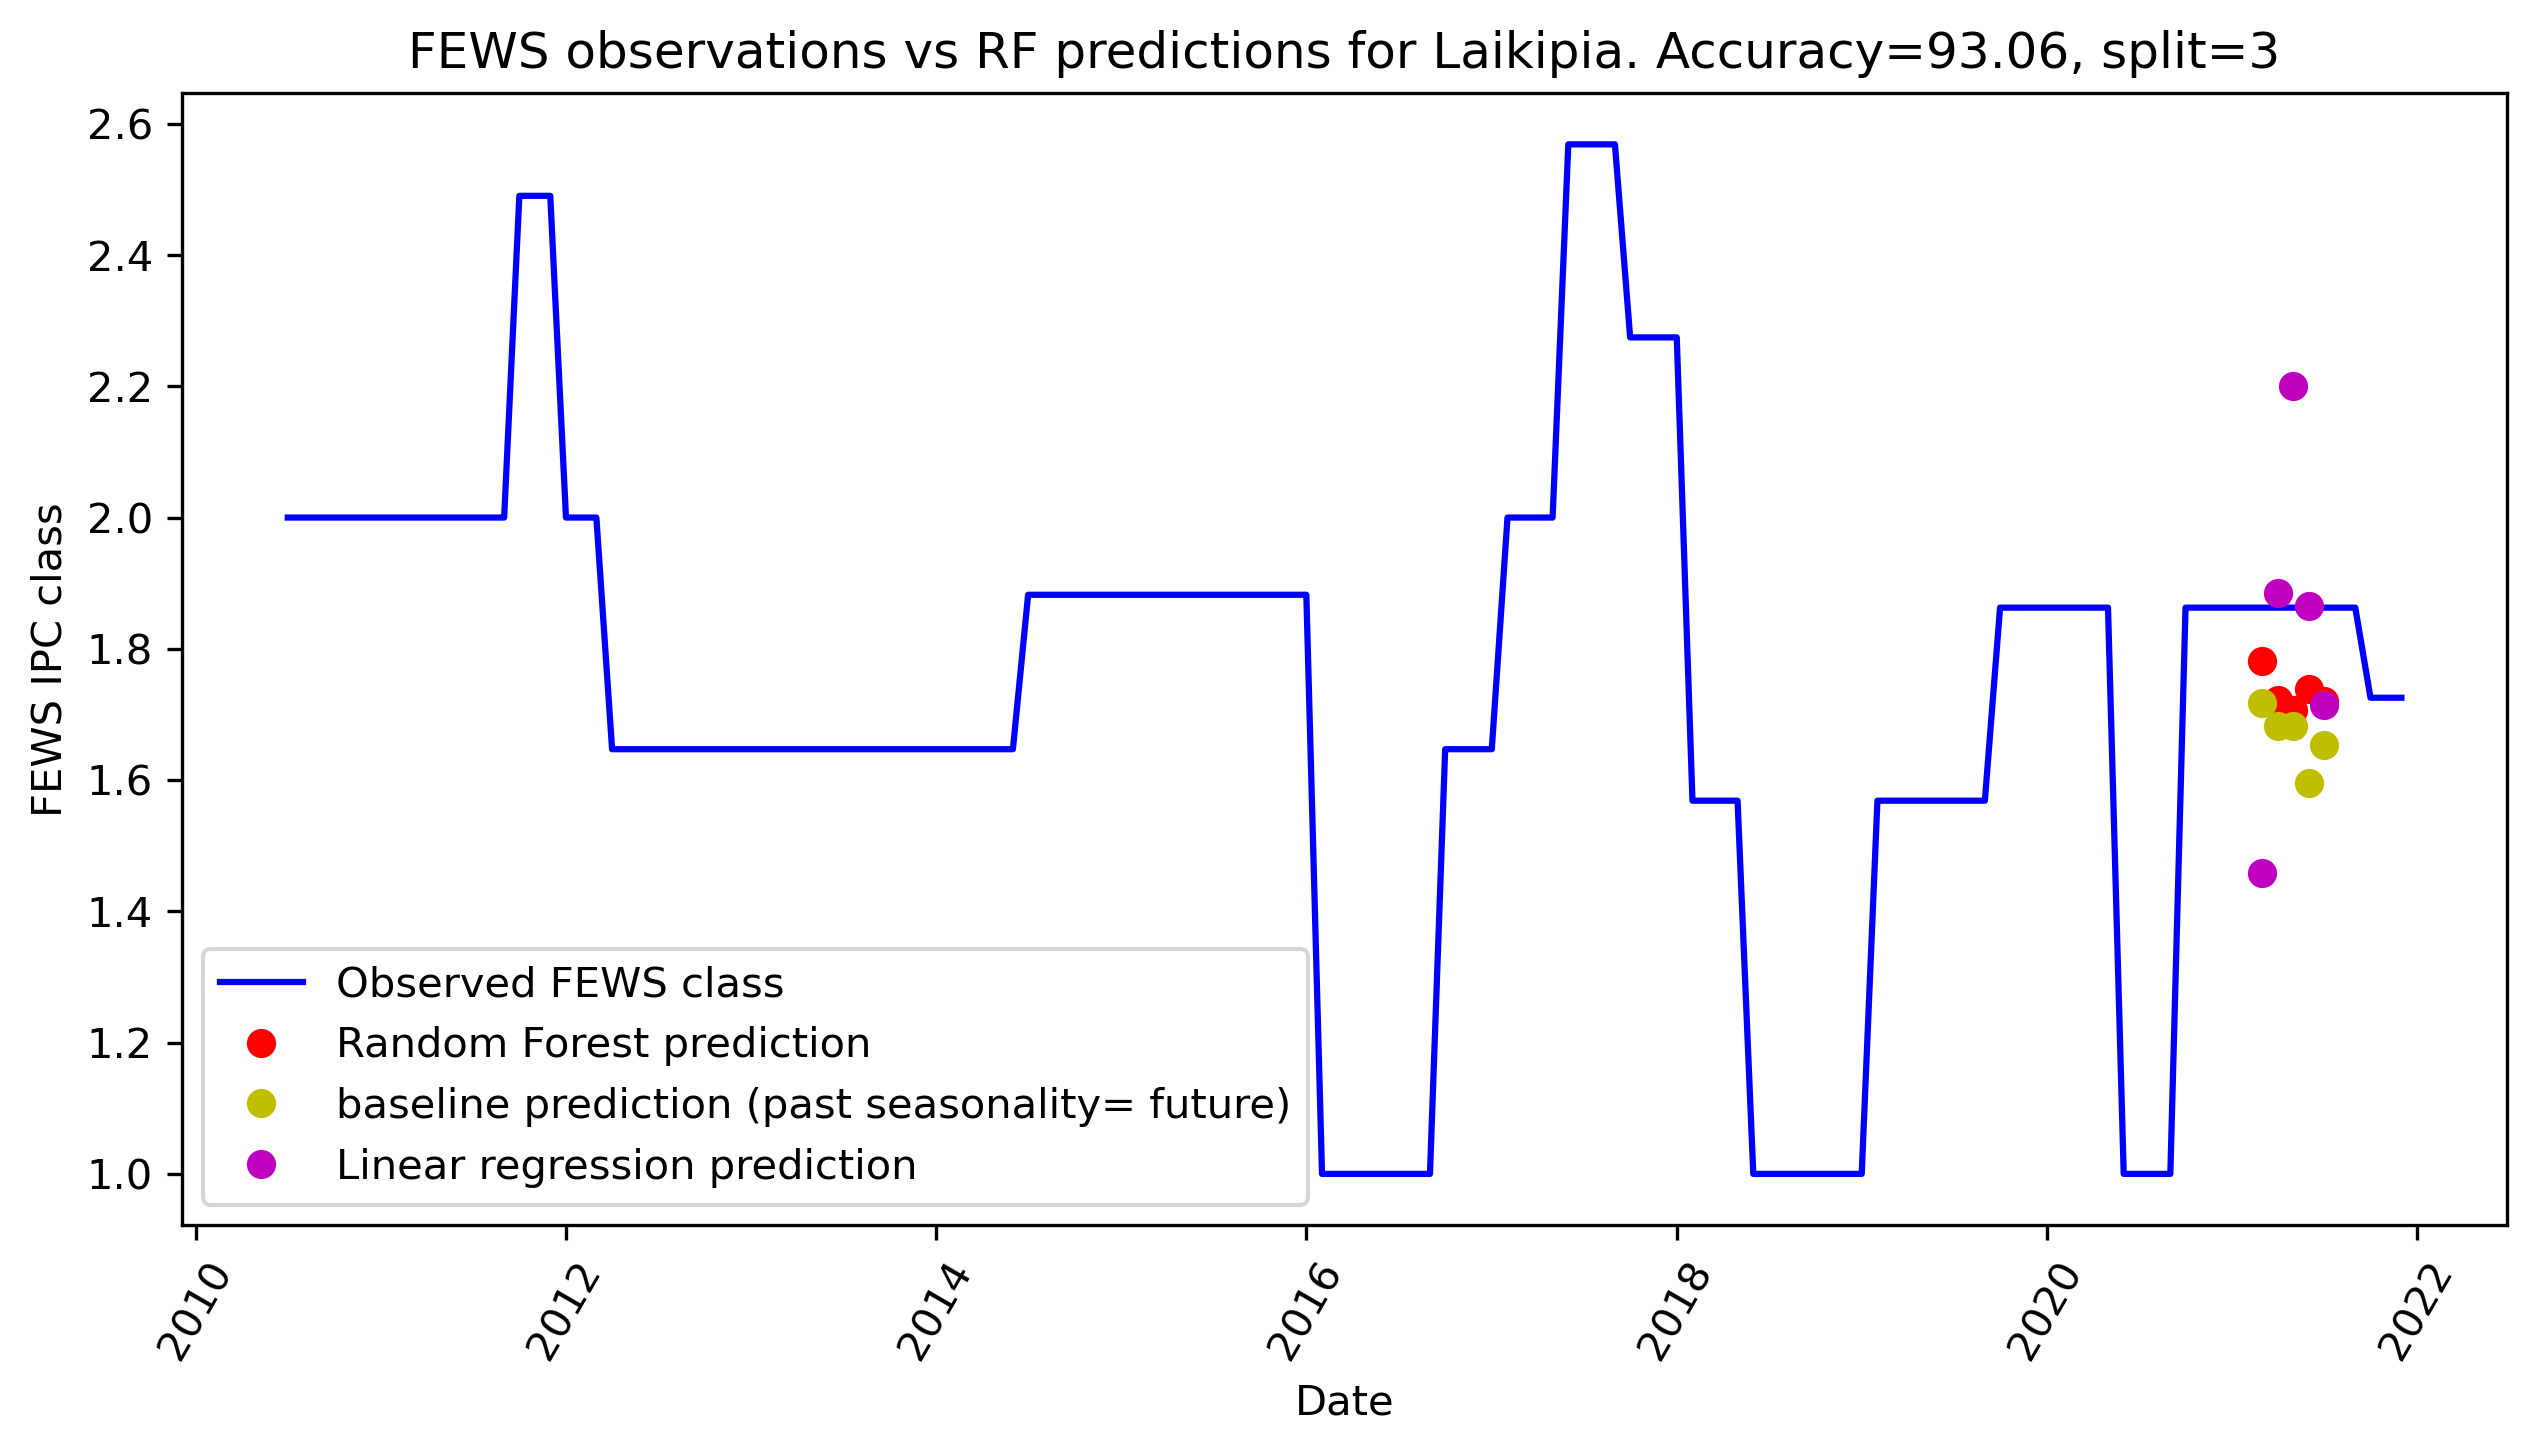 FEWS observations vs RF predictions for Laikipia. Accuracy=93.06, split=3
FEWS IPC class
2.6
2.4
2.2
2.0
1.8
1.6
1.4
1.2
1.0
Observed FEWS class
Random Forest prediction
baseline prediction (past seasonality= future)
Linear regression prediction
2010
2012
2014
2016
2018
2020
2022
Date